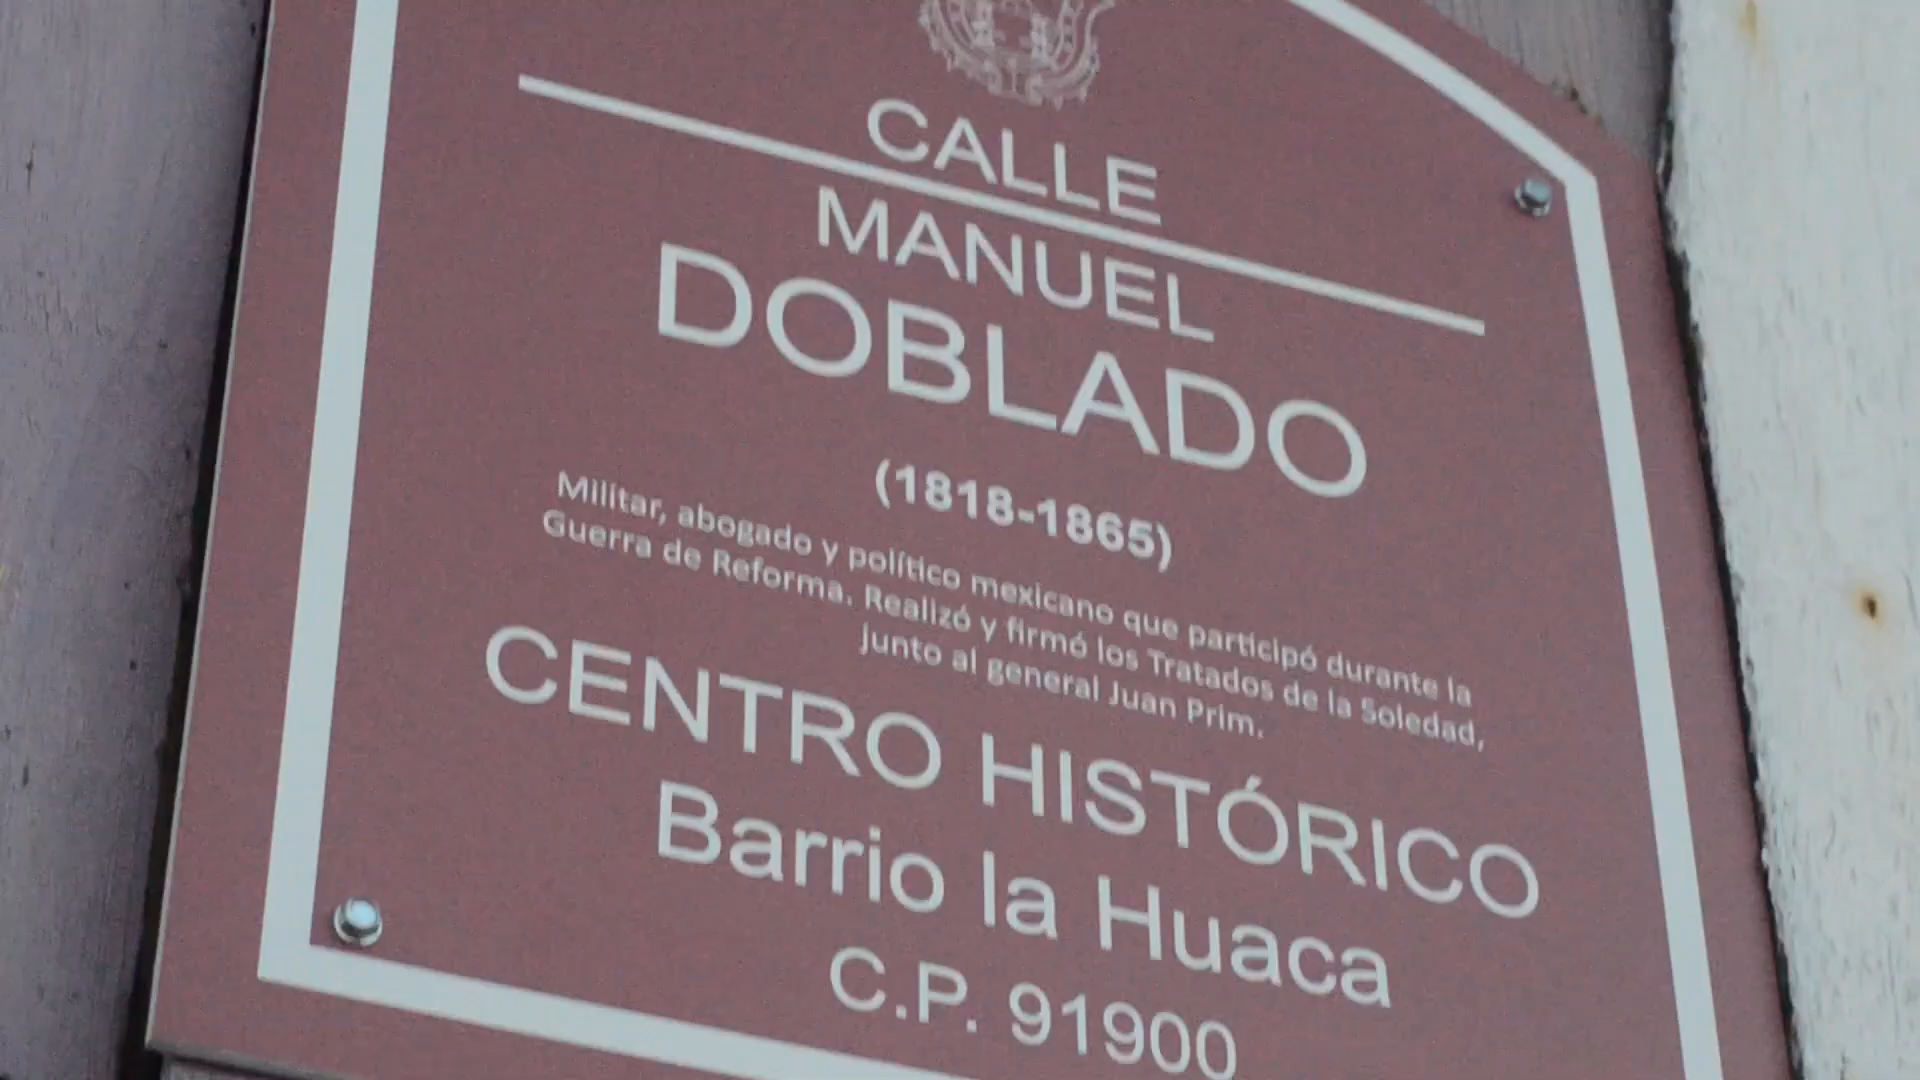 CALLE
MANUEL
DOBLADO
(1818-1865)
Militar, abogado y político mexicano que participó durante la
Guerra de Reforma. Realizó y firmó los Tratados de la Soledad,
junto al general Juan Prim.
CENTRO HISTÓRICO
Barrio la Huaca
C.P. 91900